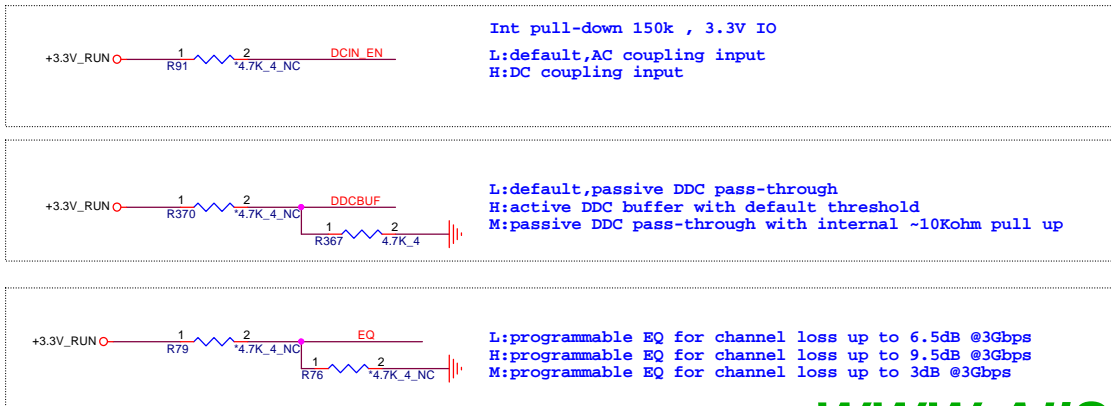 Int pull-down 150k , 3.3V IO
+3.3V_RUN 1 2 DCIN_EN
R91 *4.7K_4_NC
L:default,AC coupling input
H:DC coupling input
+3.3V_RUN 1 2 DDCBUF
R370 *4.7K_4_NC
1 2
R367 4.7K_4
L:default,passive DDC pass-through
H:active DDC buffer with default threshold
M:passive DDC pass-through with internal ~10Kohm pull up
+3.3V_RUN 1 2 EQ
R79 *4.7K_4_NC
1 2
R76 *4.7K_4_NC
L:programmable EQ for channel loss up to 6.5dB @3Gbps
H:programmable EQ for channel loss up to 9.5dB @3Gbps
M:programmable EQ for channel loss up to 3dB @3Gbps